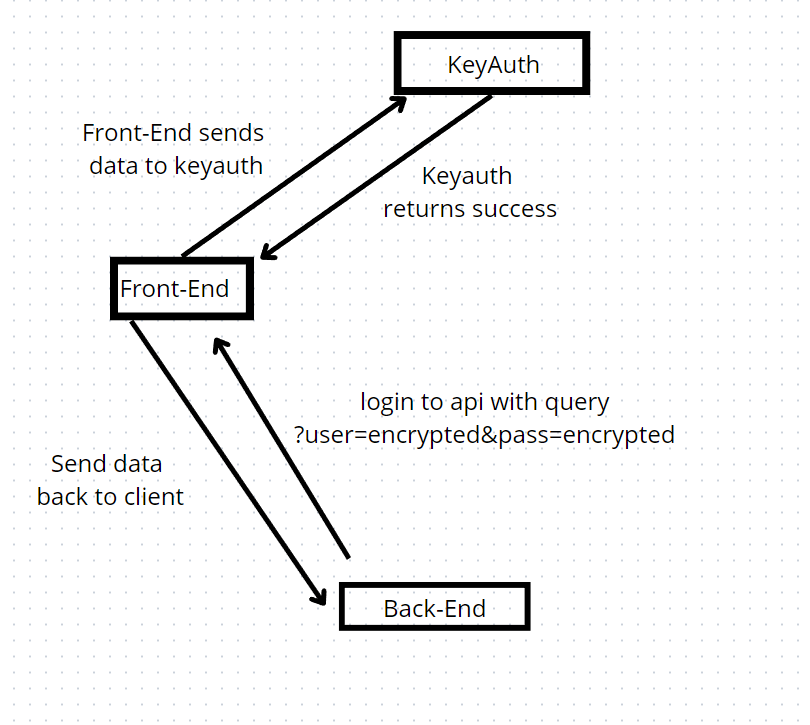 KeyAuth
Front-End sends
data to keyauth
Keyauth
returns success
Front-End
login to api with query
?user=encrypted&pass=encrypted
Send data
back to client
Back-End